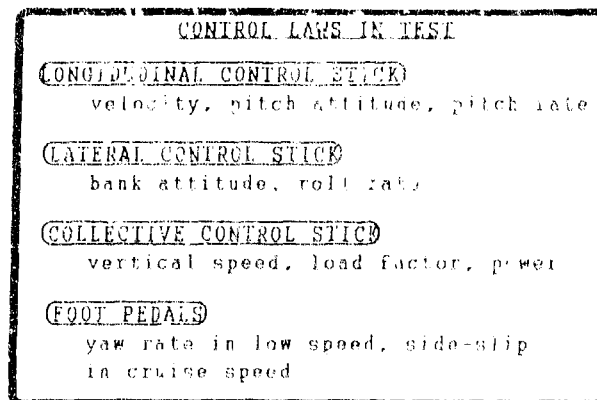 CONTROL LAWS IN TEST
LONGITUDINAL CONTROL STICK
velocity, pitch attitude, pitch rate
LATERAL CONTROL STICK
bank attitude, roll rate
COLLECTIVE CONTROL STICK
vertical speed, load factor, power
FOOT PEDALS
yaw rate in low speed, side-slip
in cruise speed